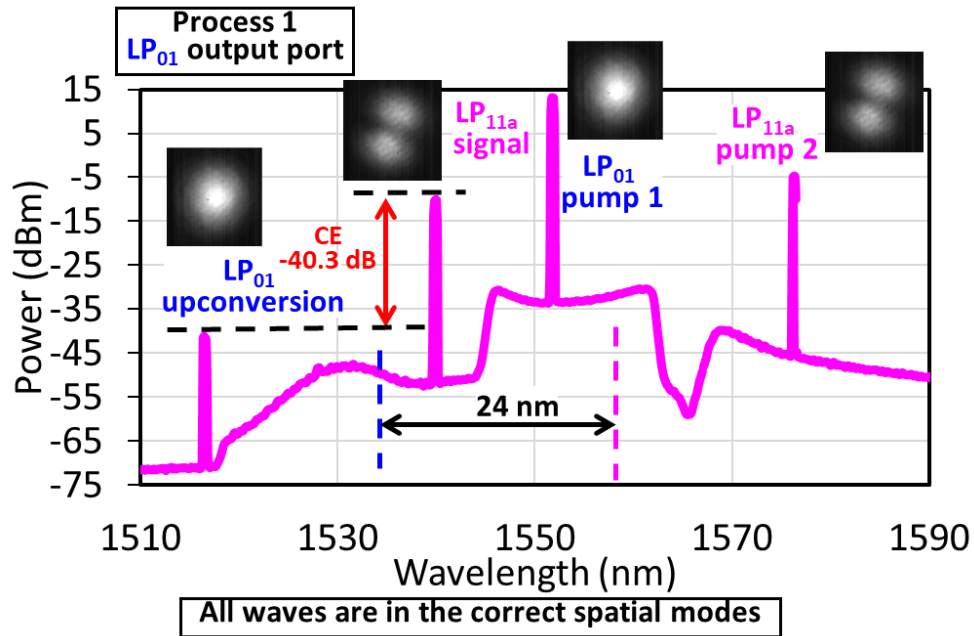 Process 1
LP01 output port
LP11a
signal
LP01
pump 1
LP11a
pump 2
CE
-40.3 dB
LP01
upconversion
24 nm
Power (dBm)
15
5
-5
-15
-25
-35
-45
-55
-65
-75
1510
1530
1550
1570
1590
Wavelength (nm)
All waves are in the correct spatial modes